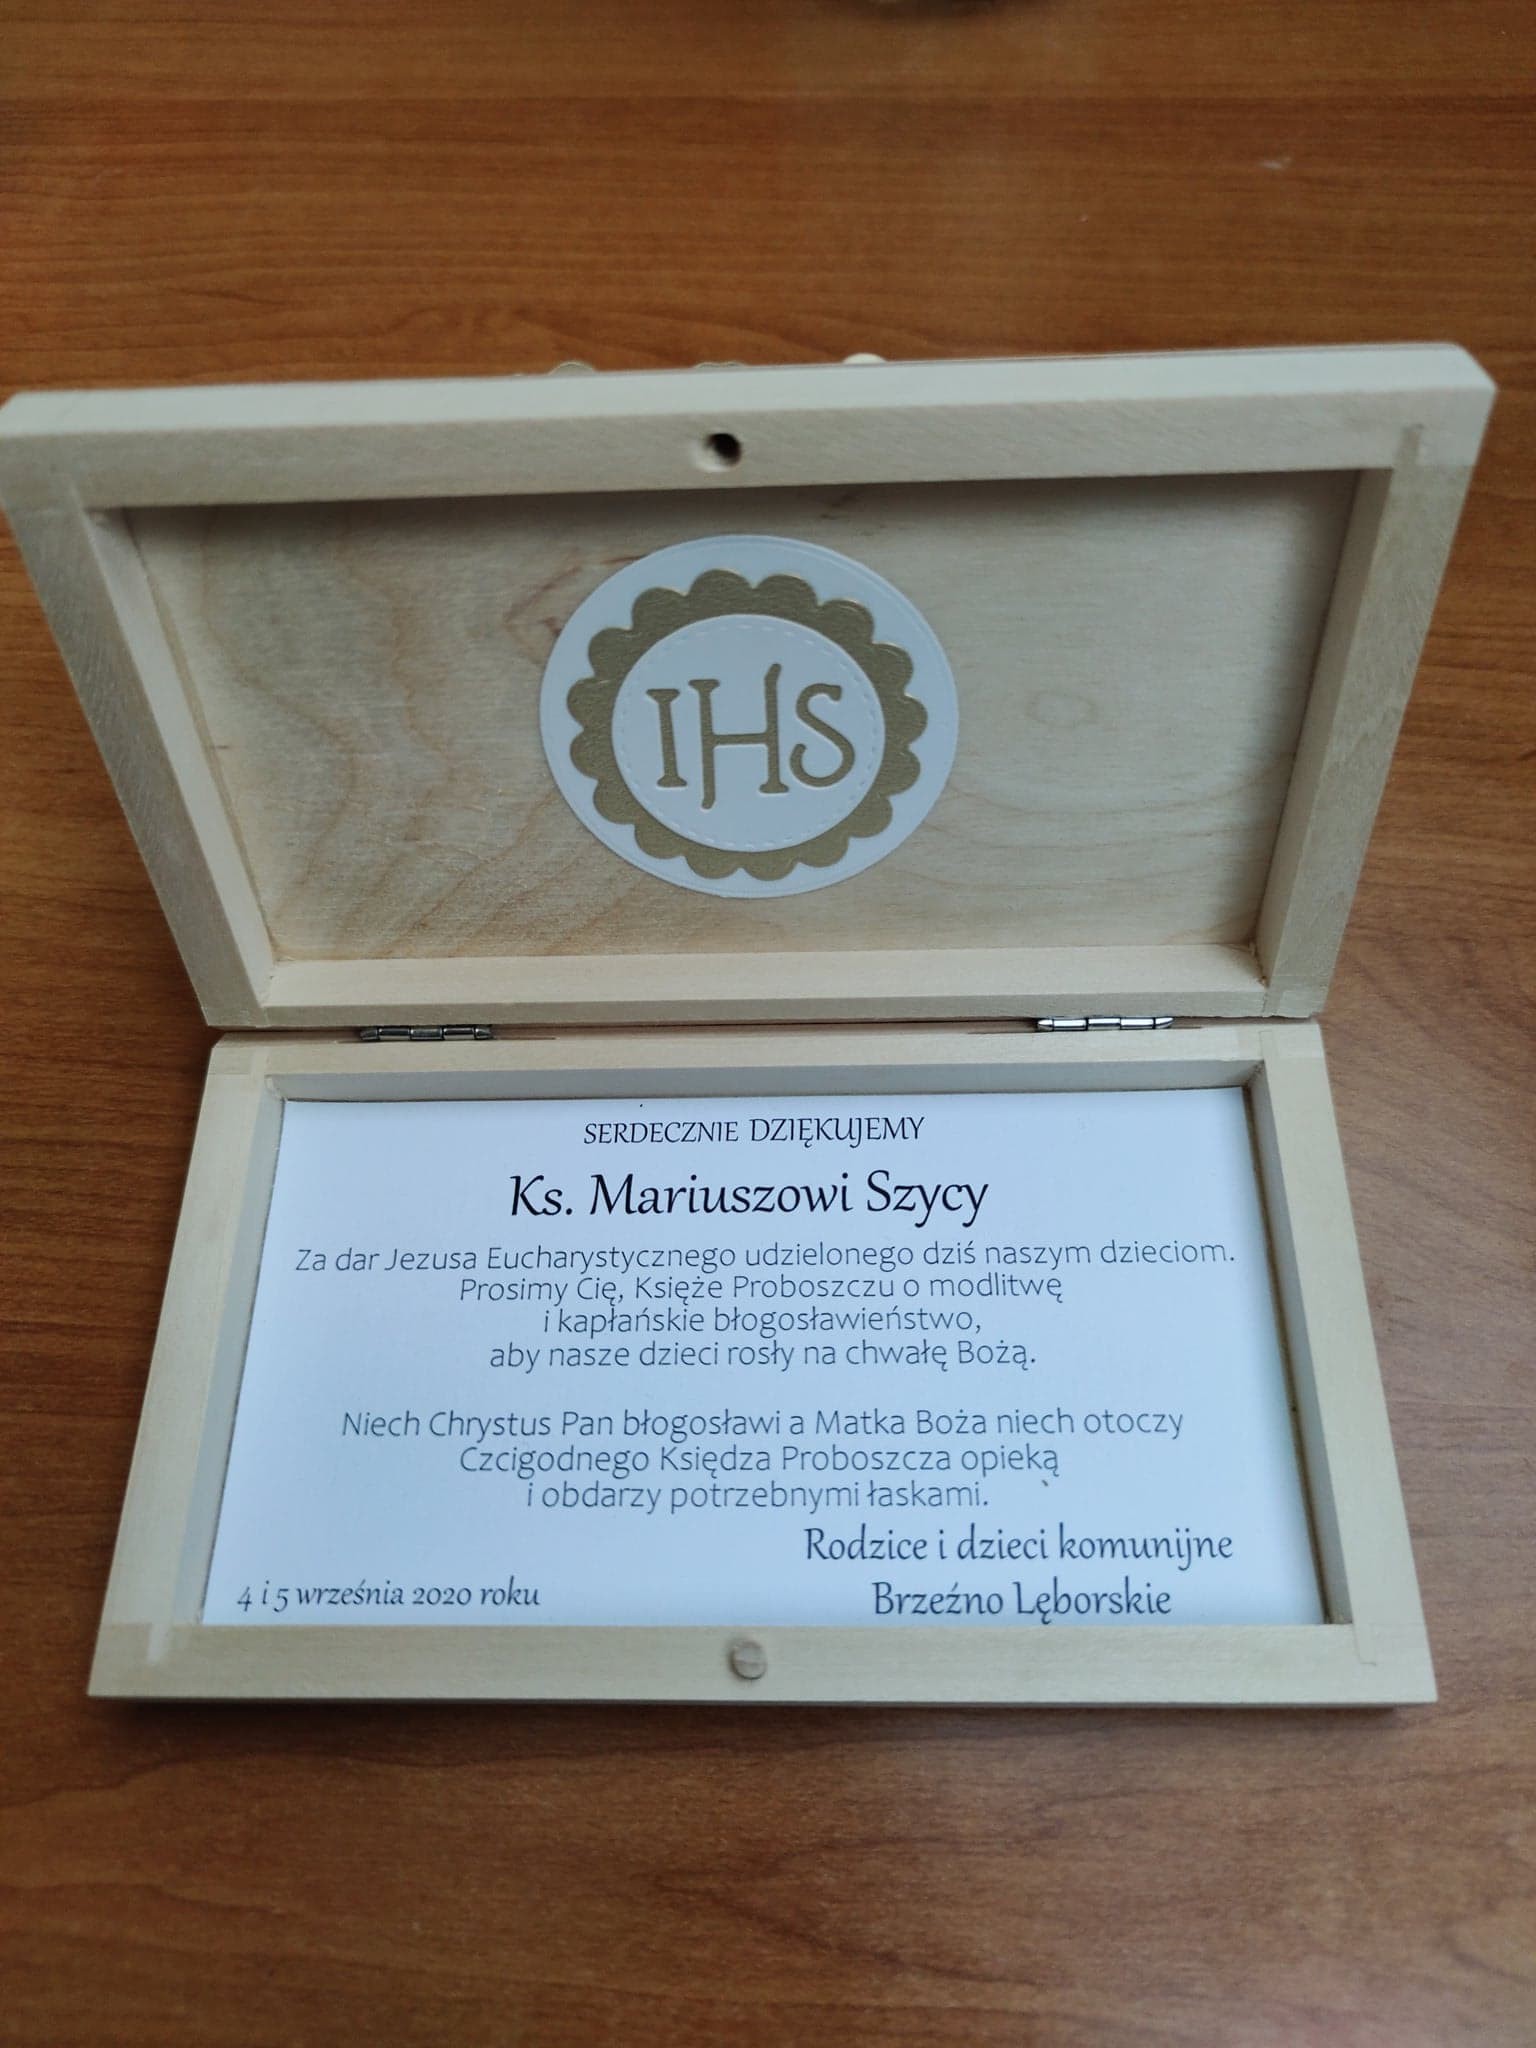 IHS
SERDECZNIE DZIĘKUJEMY
Ks. Mariuszowi Szycy
Za dar Jezusa Eucharystycznego udzielonego dziś naszym dzieciom.
Prosimy Cię, Księże Proboszczu o modlitwę
i kapłańskie błogosławieństwo,
aby nasze dzieci rosły na chwałę Bożą.
Niech Chrystus Pan błogosławi a Matka Boża niech otoczy
Czcigodnego Księdza Proboszcza opieką
i obdarzy potrzebnymi łaskami.
Rodzice i dzieci komunijne
4 i 5 września 2020 roku
Brzeźno Lęborskie